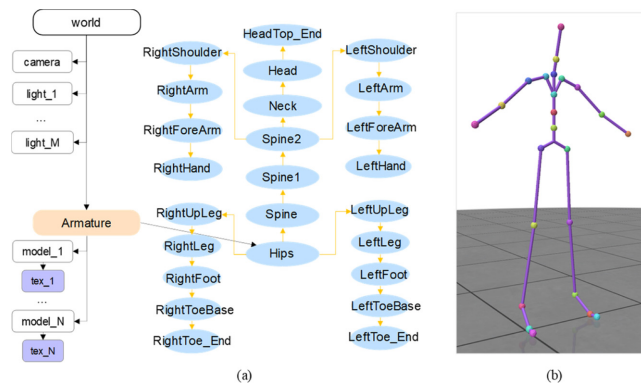 world
camera
light_1
...
light_M
Armature
model_1
tex_1
...
model_N
tex_N
HeadTop_End
Head
Neck
Spine2
Spine1
Spine
Hips
RightShoulder
RightArm
RightForeArm
RightHand
LeftShoulder
LeftArm
LeftForeArm
LeftHand
RightUpLeg
RightLeg
RightFoot
RightToeBase
RightToe_End
LeftUpLeg
LeftLeg
LeftFoot
LeftToeBase
LeftToe_End
(a)
(b)